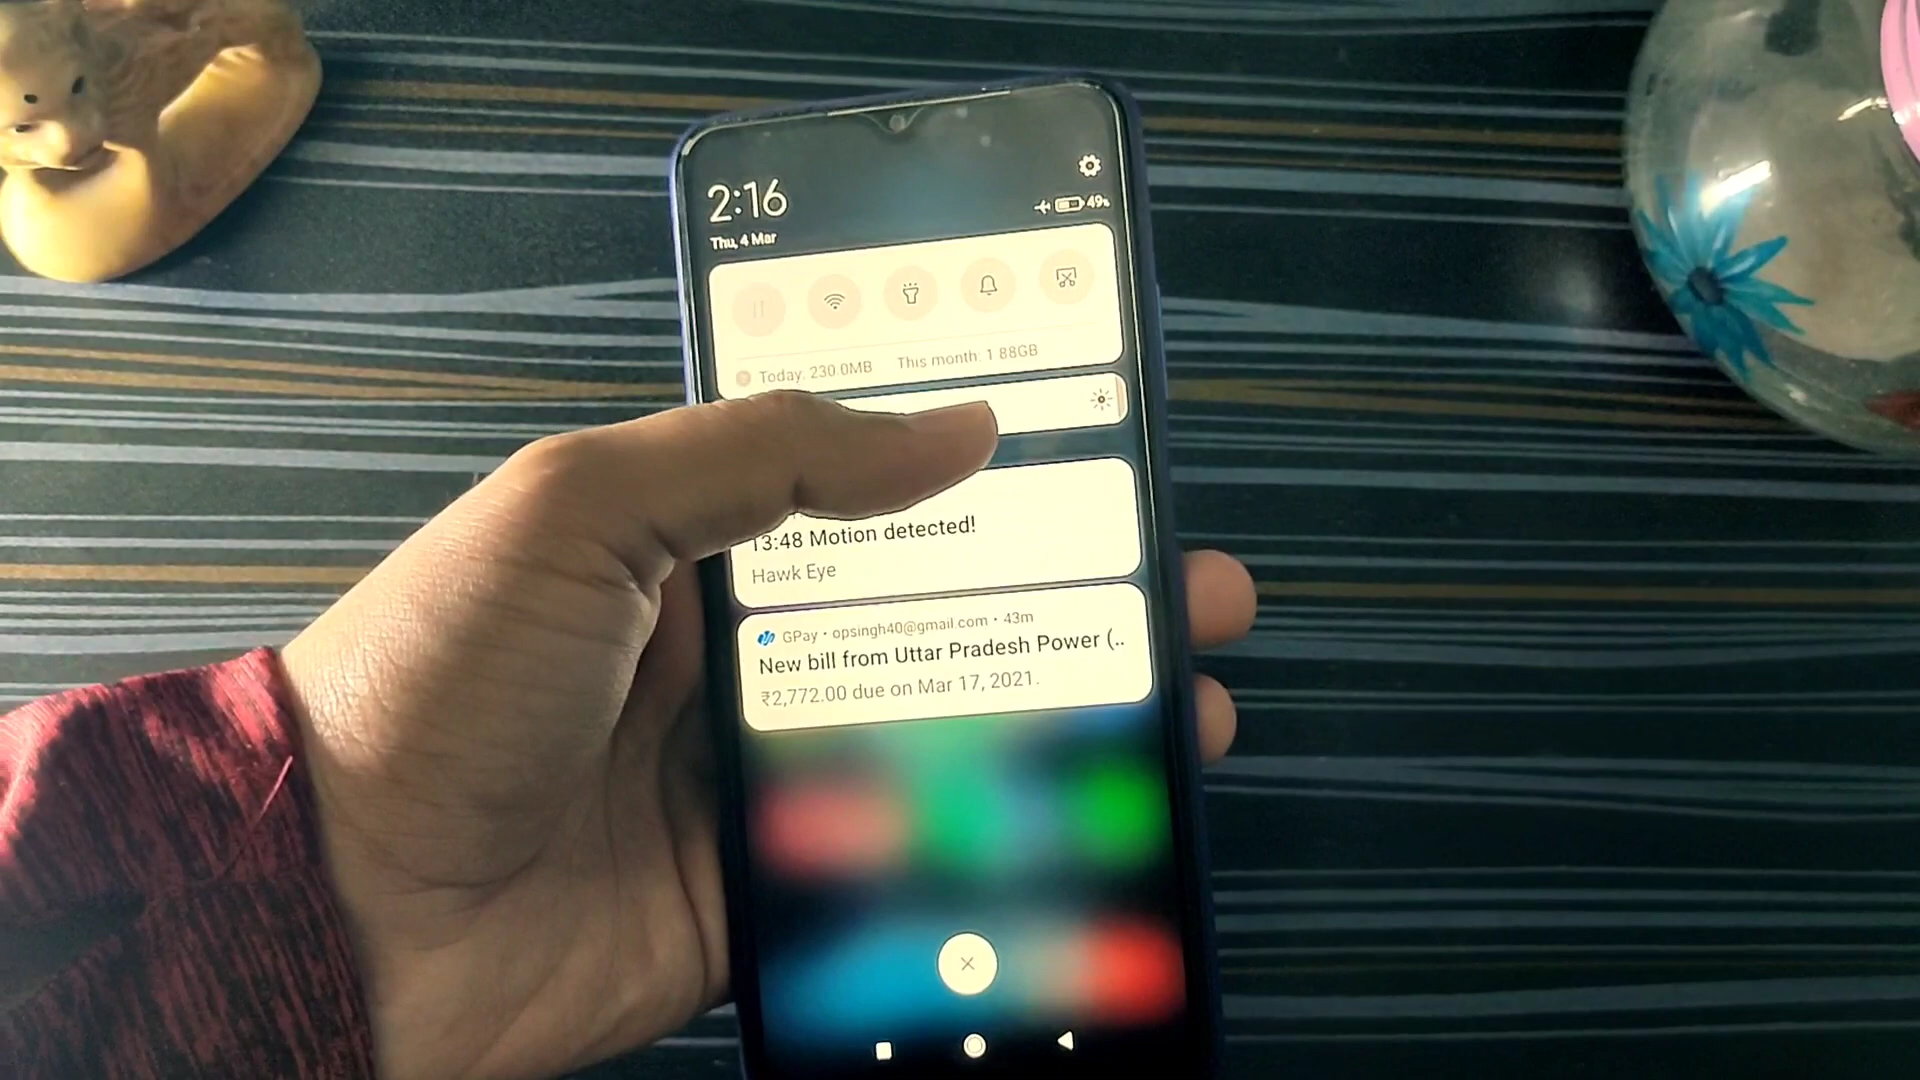 2:16
49%
Thu, 4 Mar
Today: 230.0MB This month: 1.88GB
13:48 Motion detected!
Hawk Eye
GPay • opsingh40@gmail.com • 43m
New bill from Uttar Pradesh Power (..
₹2,772.00 due on Mar 17, 2021.